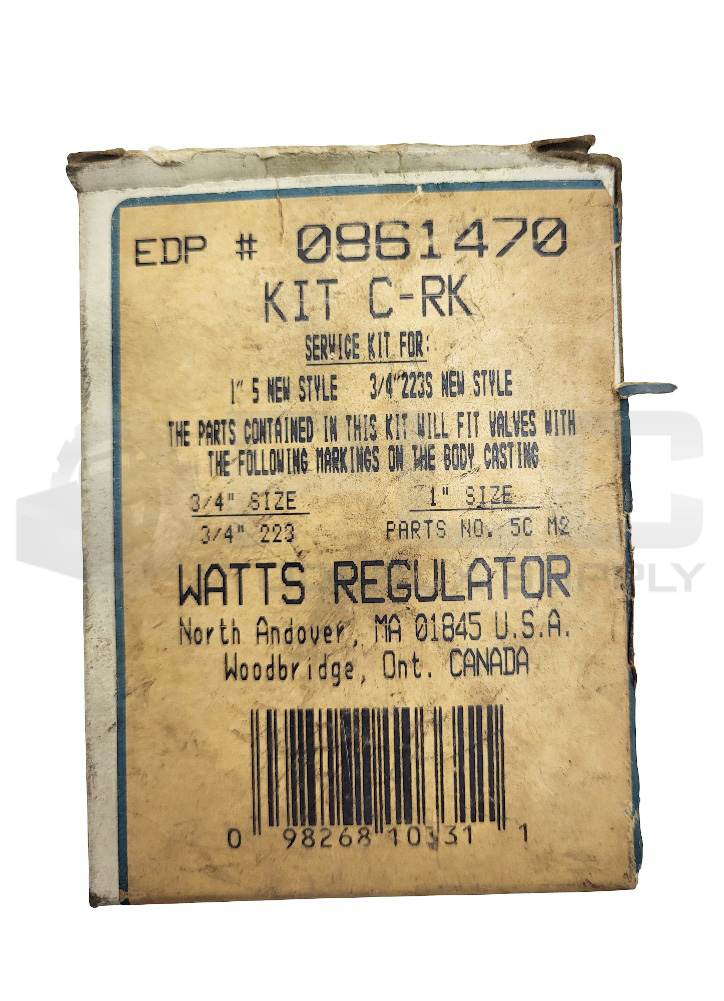 EDP # 0861470
KIT C-RK
SERVICE KIT FOR:
1" 5 NEW STYLE 3/4"223S NEW STYLE
THE PARTS CONTAINED IN THIS KIT WILL FIT VALVES WITH
THE FOLLOWING MARKINGS ON THE BODY CASTING
3/4" SIZE 1" SIZE
3/4" 223 PARTS NO. 5C M2
WATTS REGULATOR
North Andover, MA 01845 U.S.A.
Woodbridge, Ont. CANADA
0 98268 10331 1